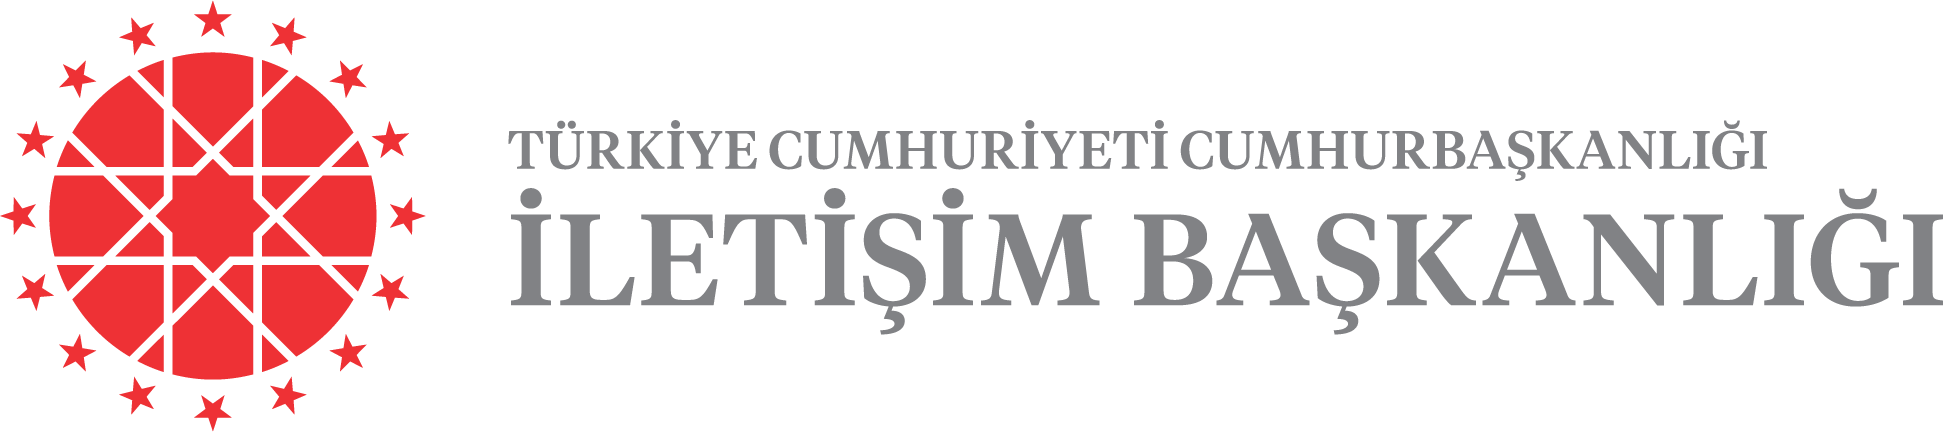 TÜRKİYE CUMHURİYETİ CUMHURBAŞKANLIĞI
İLETİŞİM BAŞKANLIĞI